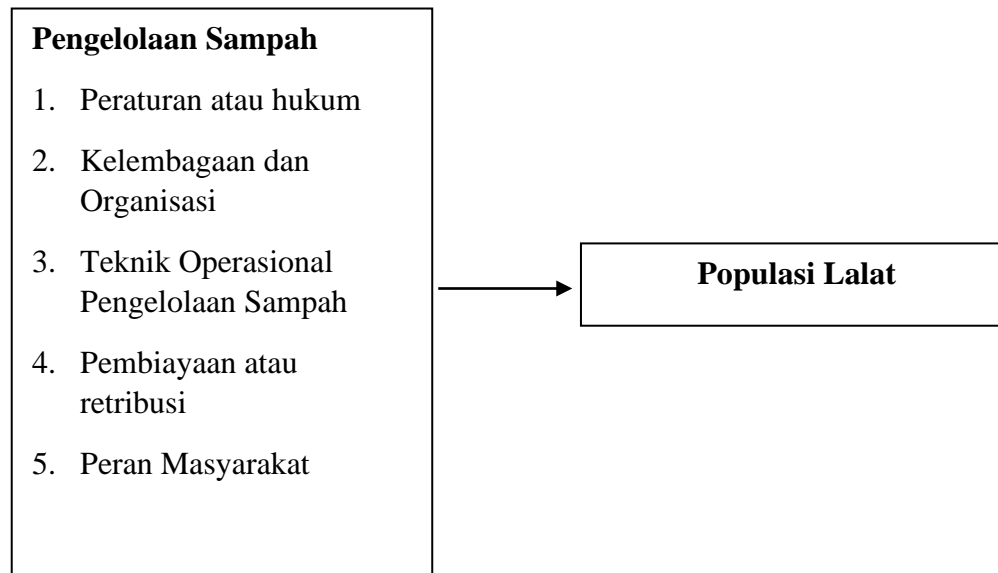 Pengelolaan Sampah
1. Peraturan atau hukum
2. Kelembagaan dan
Organisasi
3. Teknik Operasional
Pengelolaan Sampah
4. Pembiayaan atau
retribusi
5. Peran Masyarakat
Populasi Lalat